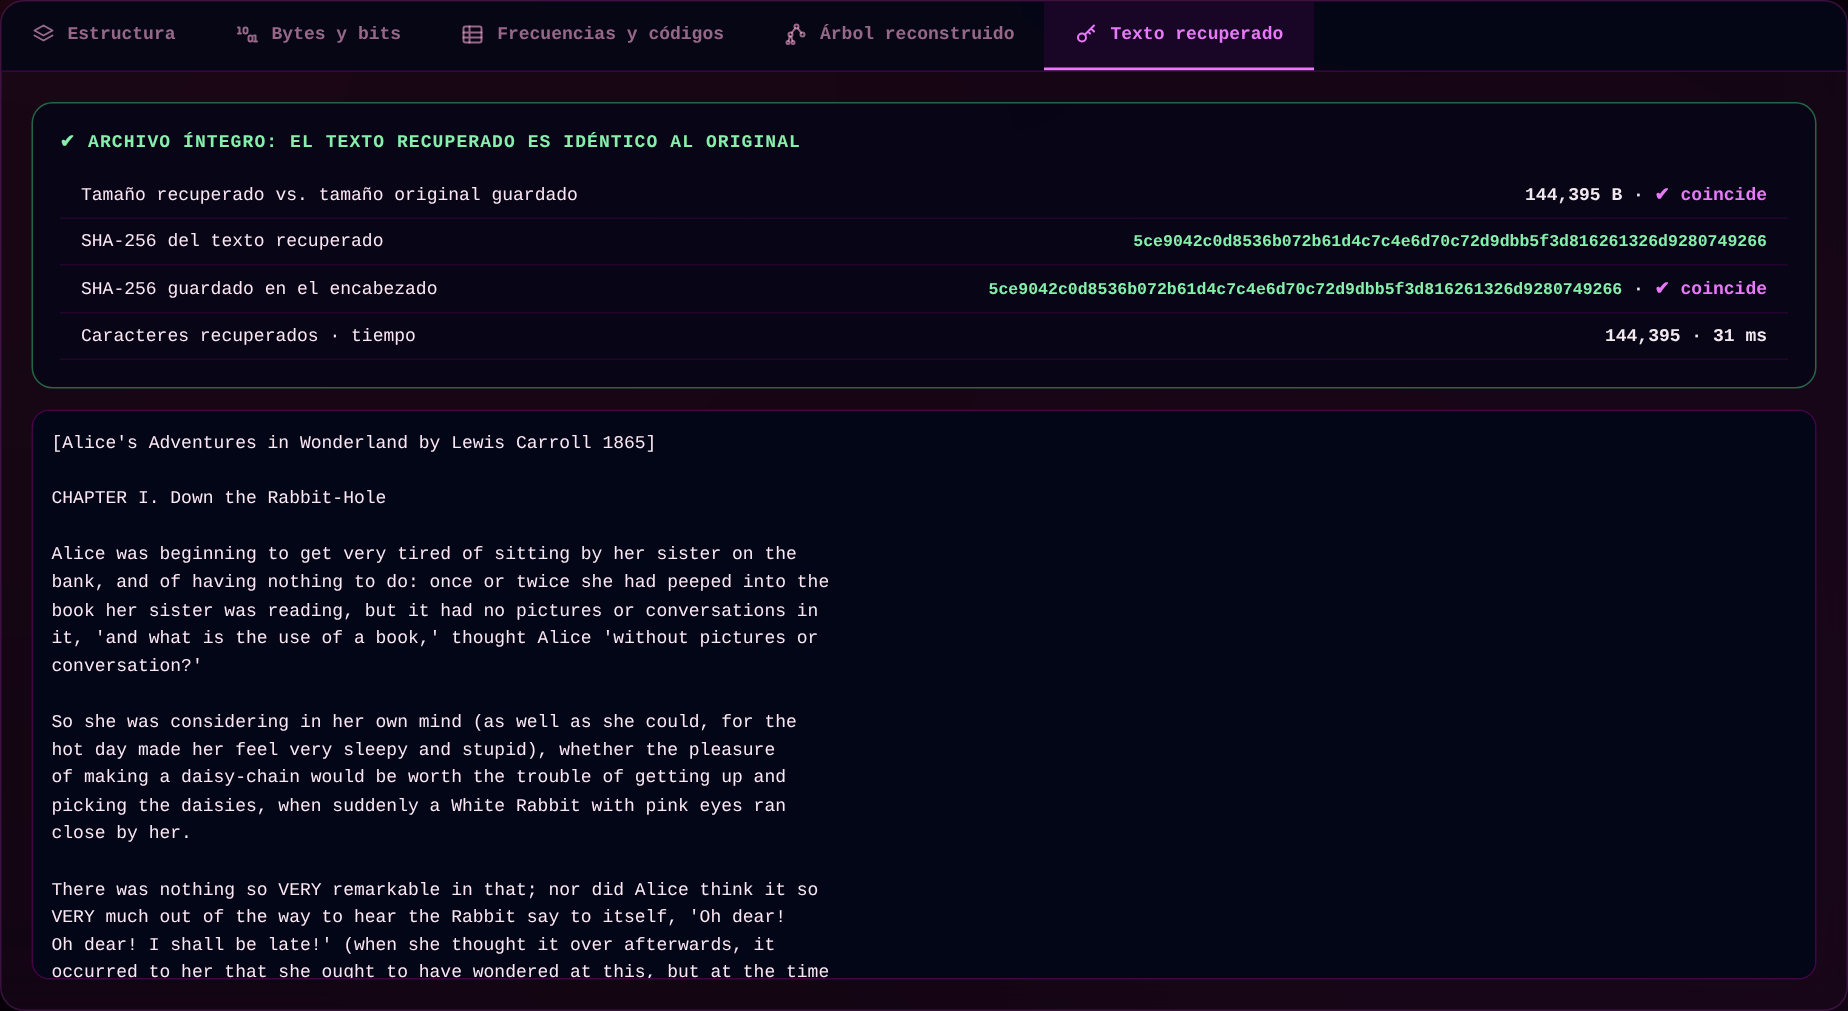 Estructura
Bytes y bits
Frecuencias y códigos
Árbol reconstruido
Texto recuperado
✔ ARCHIVO ÍNTEGRO: EL TEXTO RECUPERADO ES IDÉNTICO AL ORIGINAL
Tamaño recuperado vs. tamaño original guardado 144,395 B · ✔ coincide
SHA-256 del texto recuperado 5ce9042c0d8536b072b61d4c7c4e6d70c72d9dbb5f3d816261326d9280749266
SHA-256 guardado en el encabezado 5ce9042c0d8536b072b61d4c7c4e6d70c72d9dbb5f3d816261326d9280749266 · ✔ coincide
Caracteres recuperados · tiempo 144,395 · 31 ms
[Alice's Adventures in Wonderland by Lewis Carroll 1865]
CHAPTER I. Down the Rabbit-Hole
Alice was beginning to get very tired of sitting by her sister on the
bank, and of having nothing to do: once or twice she had peeped into the
book her sister was reading, but it had no pictures or conversations in
it, 'and what is the use of a book,' thought Alice 'without pictures or
conversation?'
So she was considering in her own mind (as well as she could, for the
hot day made her feel very sleepy and stupid), whether the pleasure
of making a daisy-chain would be worth the trouble of getting up and
picking the daisies, when suddenly a White Rabbit with pink eyes ran
close by her.
There was nothing so VERY remarkable in that; nor did Alice think it so
VERY much out of the way to hear the Rabbit say to itself, 'Oh dear!
Oh dear! I shall be late!' (when she thought it over afterwards, it
occurred to her that she ought to have wondered at this, but at the time